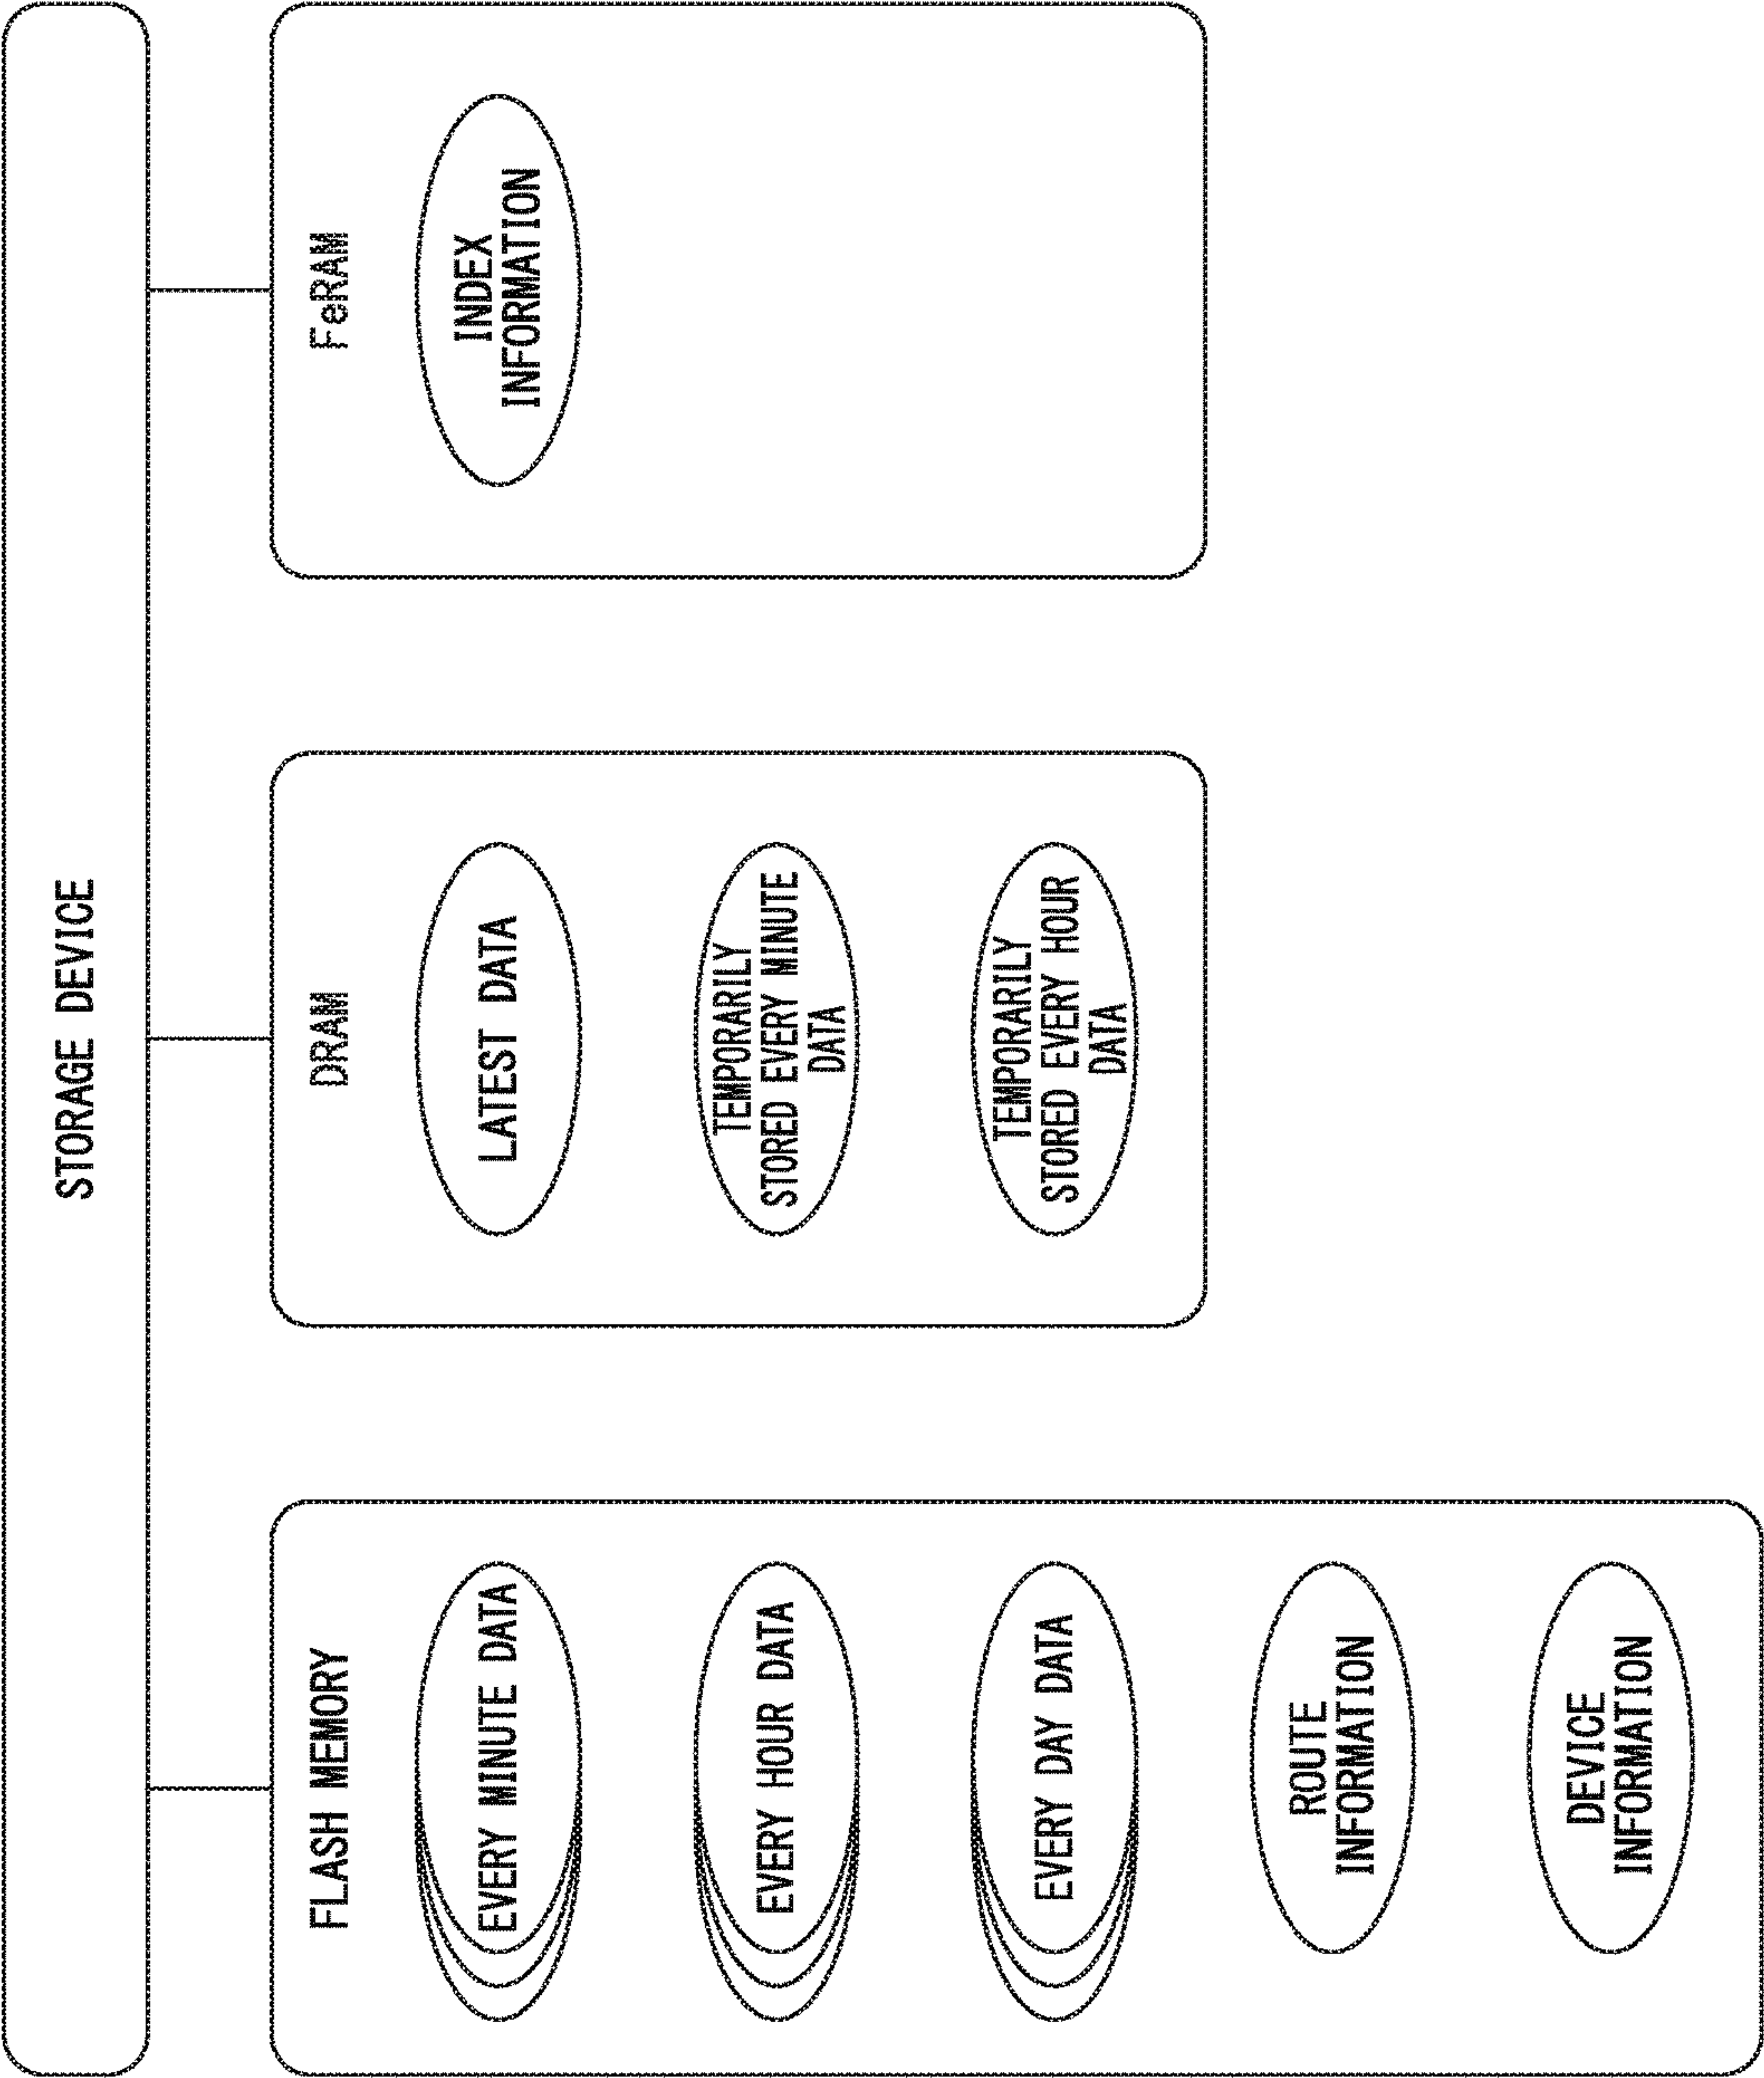 STORAGE DEVICE
FLASH MEMORY
EVERY MINUTE DATA
EVERY HOUR DATA
EVERY DAY DATA
ROUTE
INFORMATION
DEVICE
INFORMATION
DRAM
LATEST DATA
TEMPORARILY
STORED EVERY MINUTE
DATA
TEMPORARILY
STORED EVERY HOUR
DATA
FeRAM
INDEX
INFORMATION